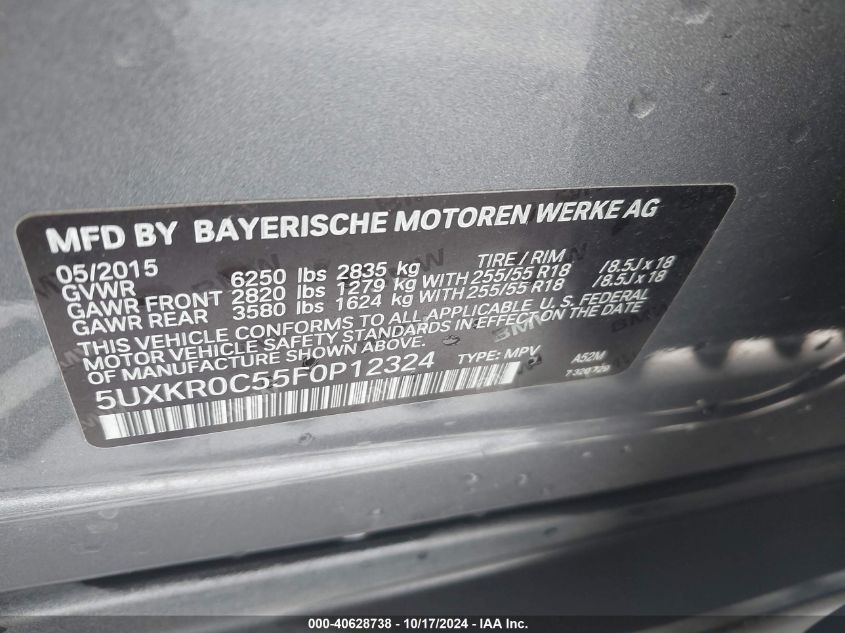 MFD BY BAYERISCHE MOTOREN WERKE AG
05/2015 TIRE / RIM
GVWR 6250 lbs 2835 kg
GAWR FRONT 2820 lbs 1279 kg WITH 255/55 R18 /8.5J x 18
GAWR REAR 3580 lbs 1624 kg WITH 255/55 R18 /8.5J x 18
THIS VEHICLE CONFORMS TO ALL APPLICABLE U.S. FEDERAL
MOTOR VEHICLE SAFETY STANDARDS IN EFFECT ON THE DATE
OF MANUFACTURE SHOWN ABOVE.
5UXKR0C55F0P12324 TYPE: MPV A52M
7320720
000-40628738 - 10/17/2024 - IAA Inc.